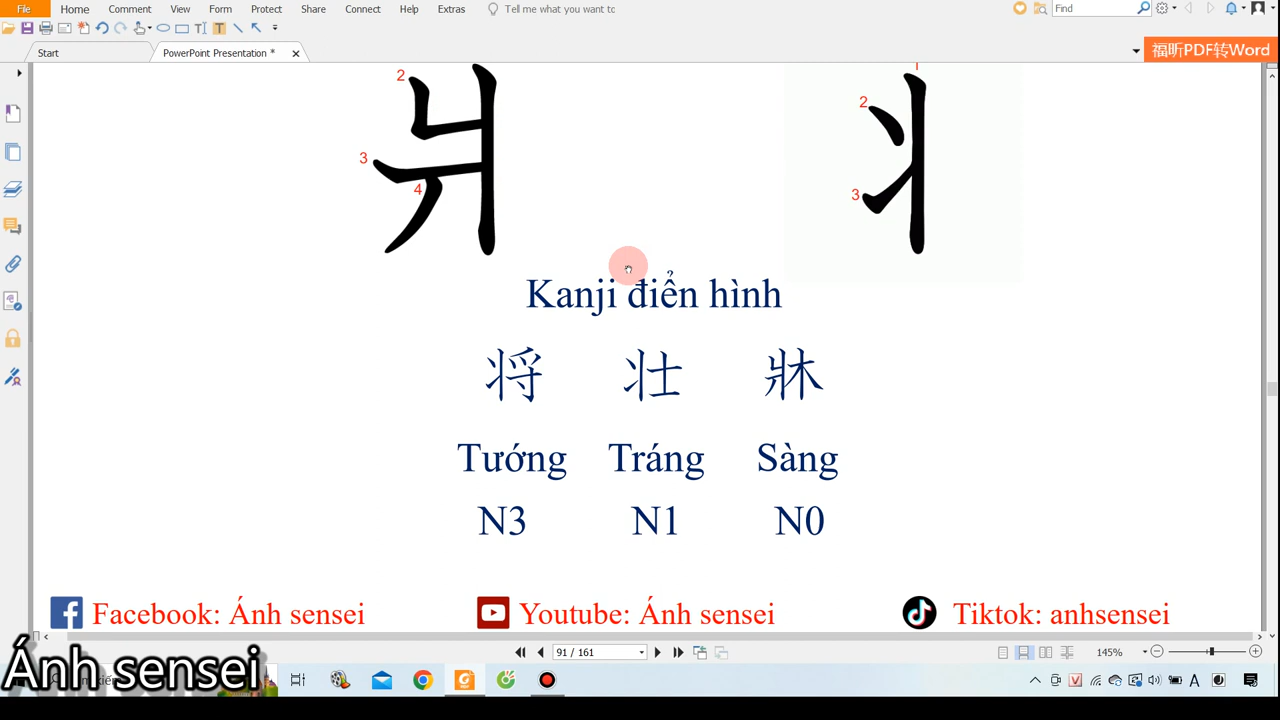 File Home Comment View Form Protect Share Connect Help Extras Tell me what you want to Find
Start PowerPoint Presentation * 福昕PDF转Word
2 3 4
1 2 3
Kanji điển hình
将 壮 牀
Tướng Tráng Sàng
N3 N1 N0
Facebook: Ánh sensei Youtube: Ánh sensei Tiktok: anhsensei
91 / 161 145%
Ánh sensei